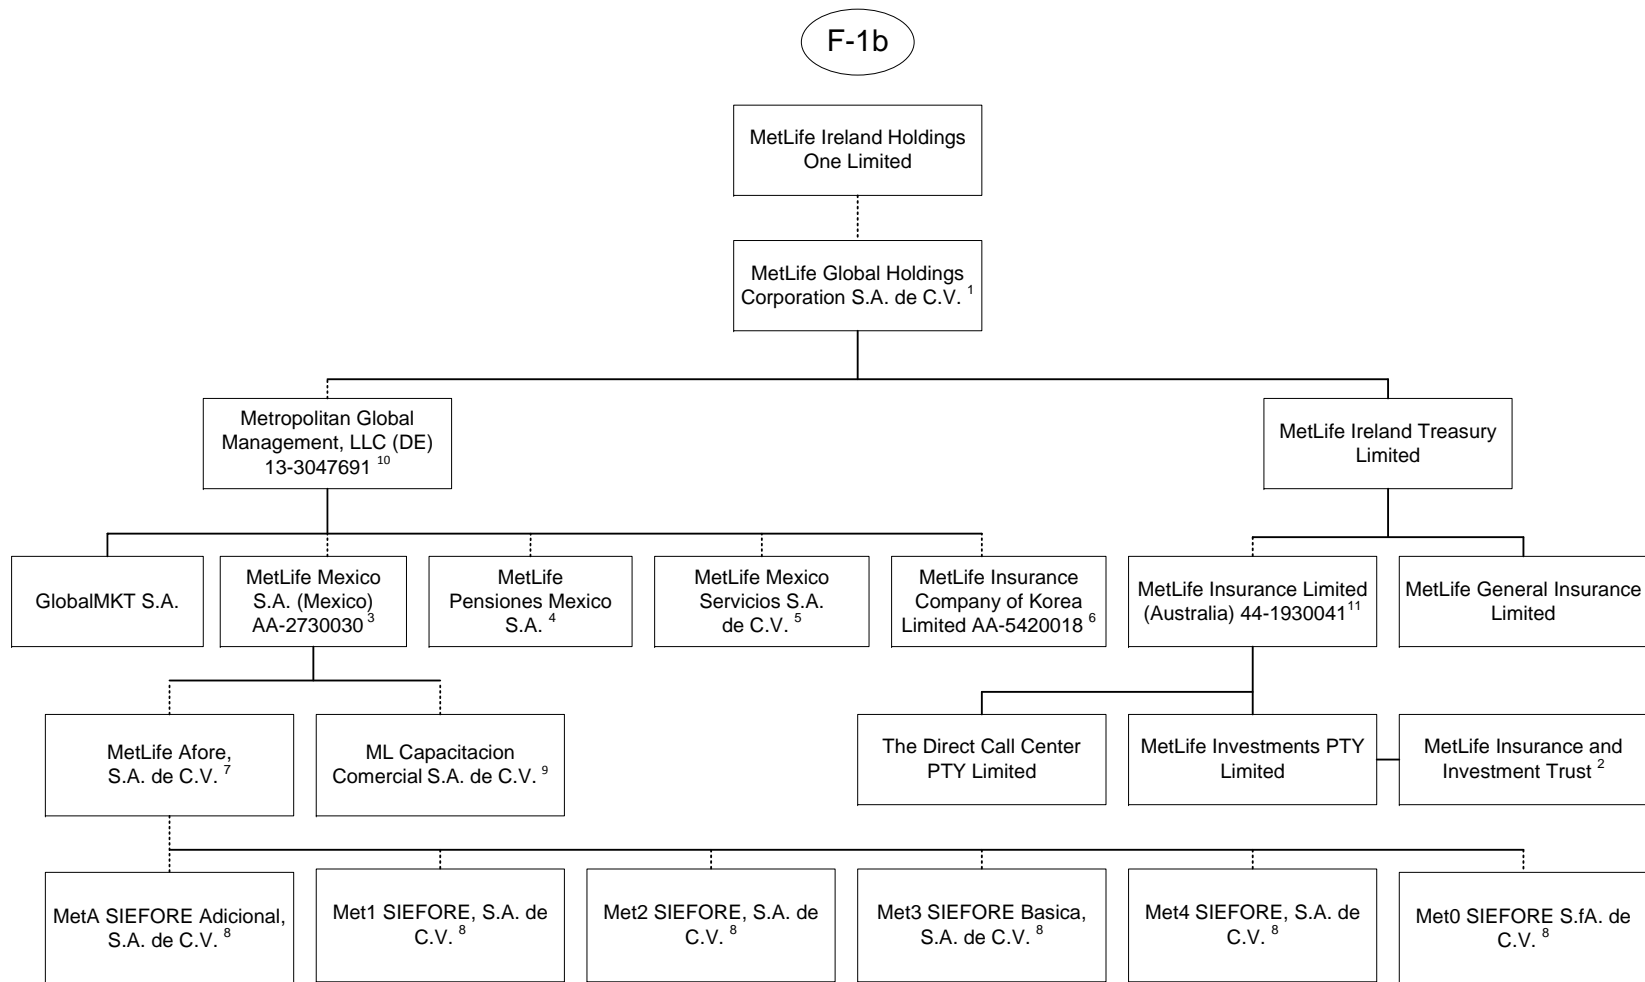 F-1b
MetLife Ireland Holdings
One Limited
MetLife Global Holdings
Corporation S.A. de C.V. 1
Metropolitan Global
Management, LLC (DE)
13-3047691 10
MetLife Ireland Treasury
Limited
GlobalMKT S.A.
MetLife Mexico
S.A. (Mexico)
AA-2730030 3
MetLife
Pensiones Mexico
S.A. 4
MetLife Mexico
Servicios S.A.
de C.V. 5
MetLife Insurance
Company of Korea
Limited AA-5420018 6
MetLife Insurance Limited
(Australia) 44-1930041 11
MetLife General Insurance
Limited
MetLife Afore,
S.A. de C.V. 7
ML Capacitacion
Comercial S.A. de C.V. 9
The Direct Call Center
PTY Limited
MetLife Investments PTY
Limited
MetLife Insurance and
Investment Trust 2
MetA SIEFORE Adicional,
S.A. de C.V. 8
Met1 SIEFORE, S.A. de
C.V. 8
Met2 SIEFORE, S.A. de
C.V. 8
Met3 SIEFORE Basica,
S.A. de C.V. 8
Met4 SIEFORE, S.A. de
C.V. 8
Met0 SIEFORE S.fA. de
C.V. 8